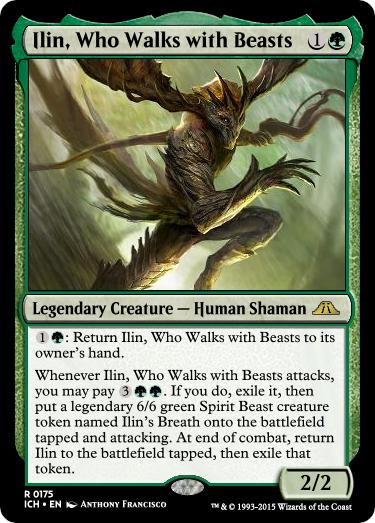 Ilin, Who Walks with Beasts 1
Legendary Creature — Human Shaman
1 : Return Ilin, Who Walks with Beasts to its
owner's hand.
Whenever Ilin, Who Walks with Beasts attacks,
you may pay 3 . If you do, exile it, then
put a legendary 6/6 green Spirit Beast creature
token named Ilin's Breath onto the battlefield
tapped and attacking. At end of combat, return
Ilin to the battlefield tapped, then exile that
token.
2/2
R 0175
ICH • EN Anthony Francisco
™ & © 1993-2015 Wizards of the Coast